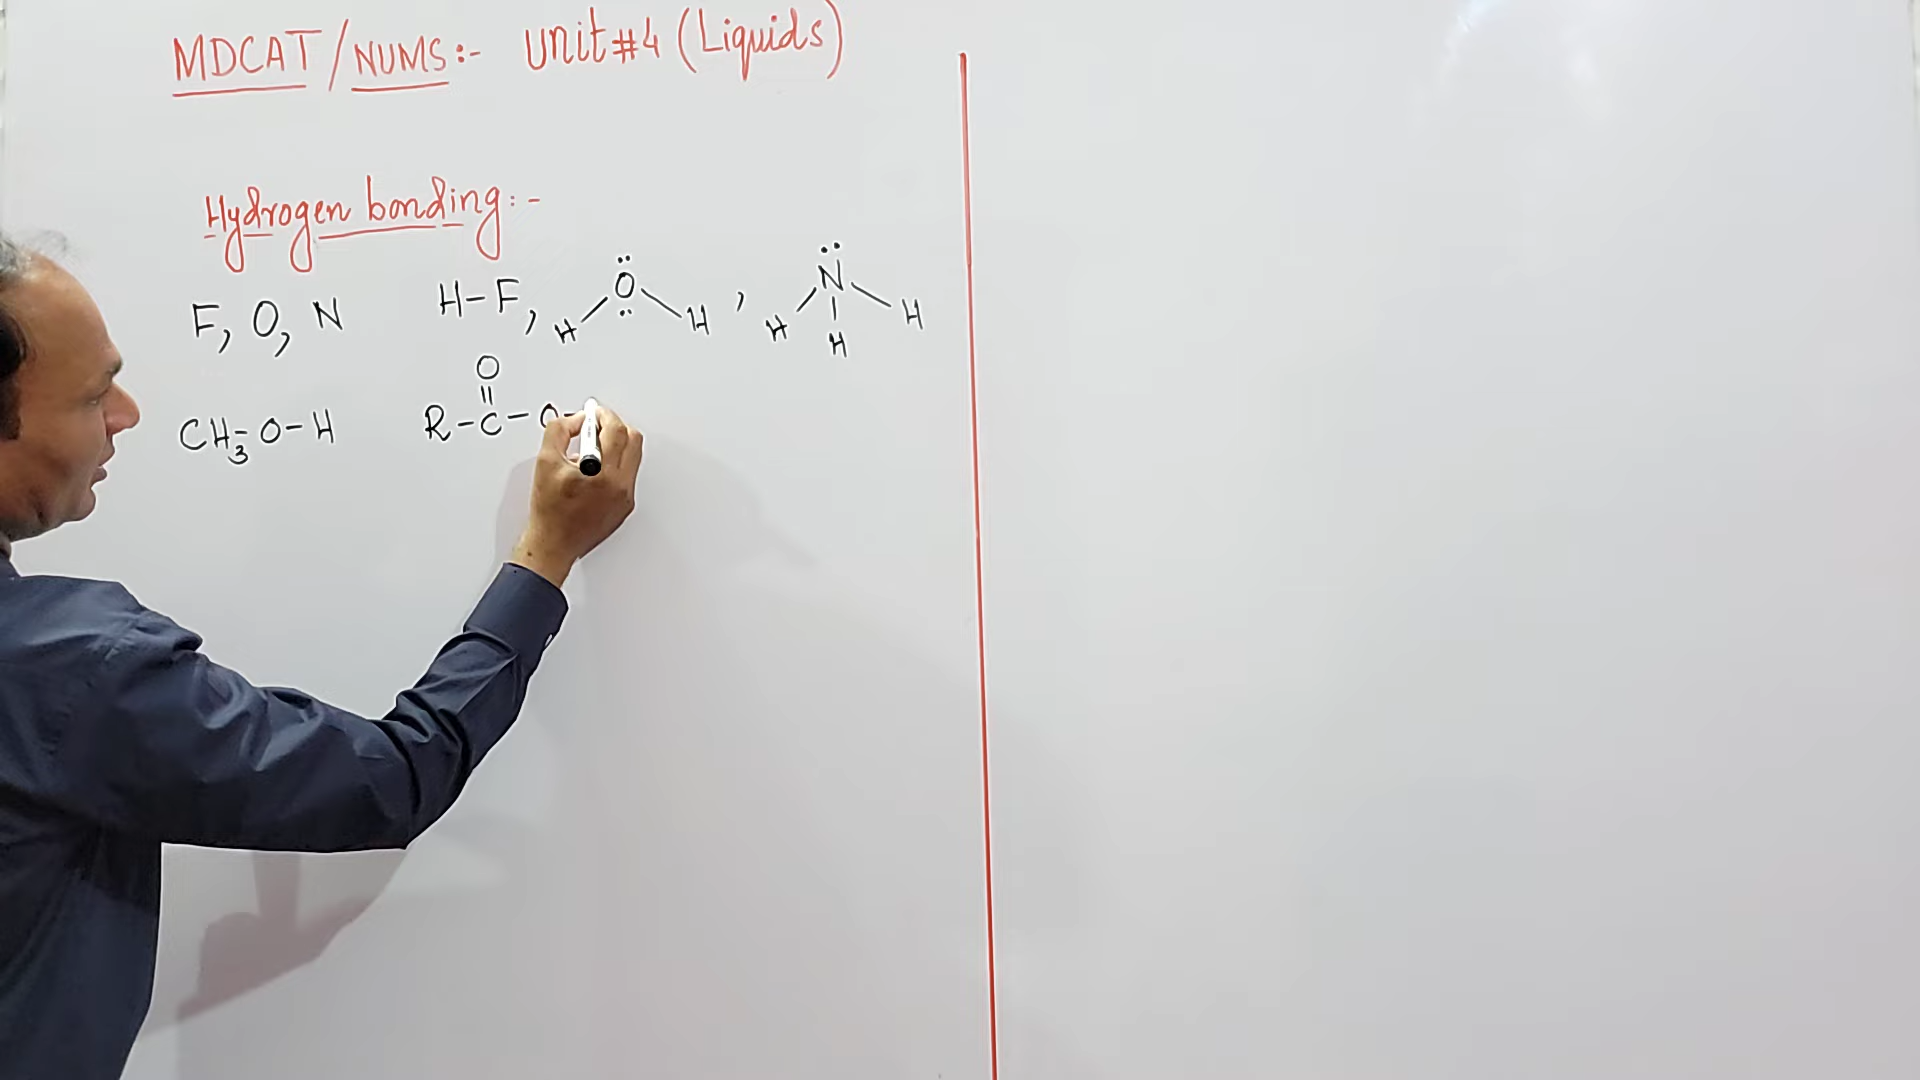 MDCAT/NUMS:- Unit#4 (Liquids)
Hydrogen bonding:-
F, O, N H-F, H-O-H, N H H H
CH3-O-H R-C-O-
O